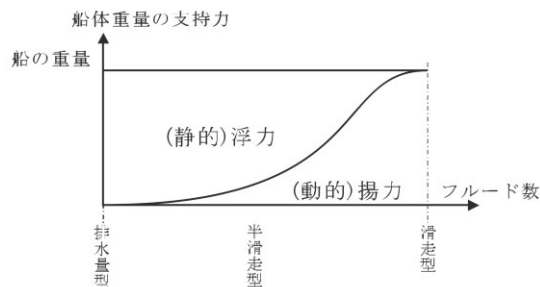 船体重量の支持力
船の重量
(静的)浮力
(動的)揚力
フルード数
排水量型
半滑走型
滑走型